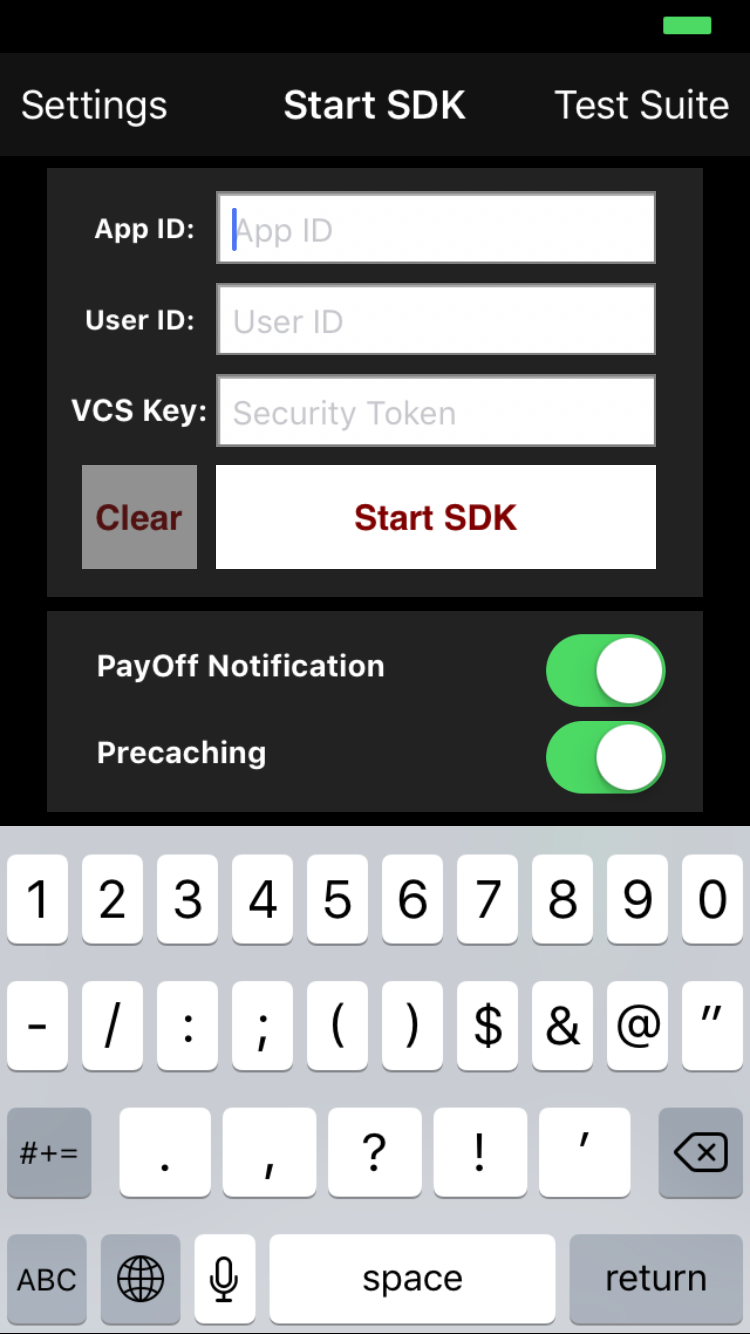 Settings Start SDK Test Suite
App ID: App ID
User ID: User ID
VCS Key: Security Token
Clear Start SDK
PayOff Notification
Precaching
1 2 3 4 5 6 7 8 9 0
- / : ; ( ) $ & @ "
#+= . , ? ! '
ABC space return